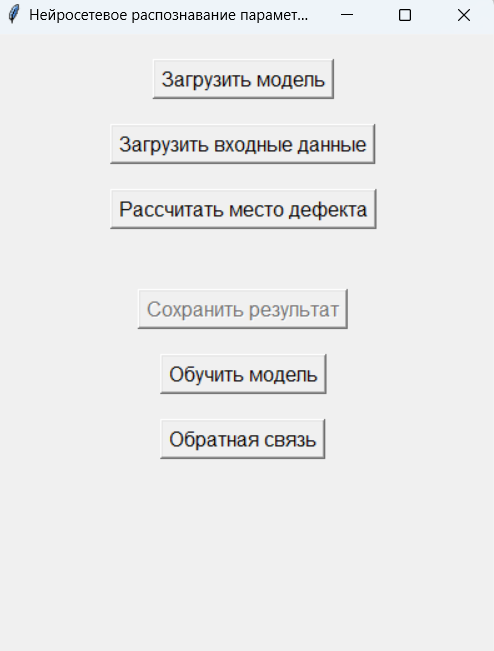 Нейросетевое распознавание парамет...
Загрузить модель
Загрузить входные данные
Рассчитать место дефекта
Сохранить результат
Обучить модель
Обратная связь